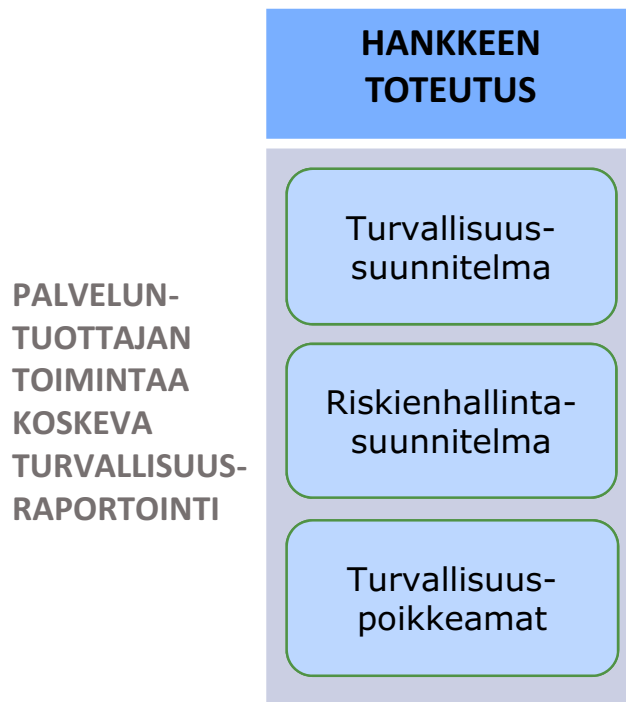 HANKKEEN
TOTEUTUS
PALVELUN-
TUOTTAJAN
TOIMINTAA
KOSKEVA
TURVALLISUUS-
RAPORTOINTI
Turvallisuus-
suunnitelma
Riskienhallinta-
suunnitelma
Turvallisuus-
poikkeamat